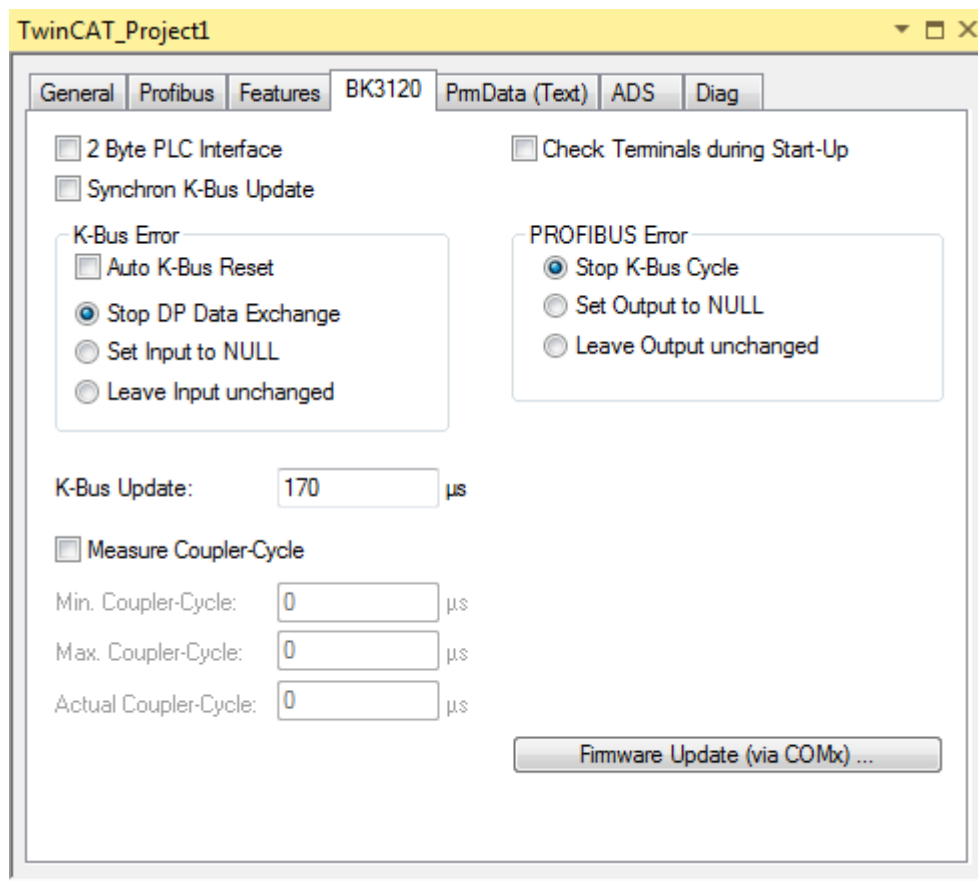 TwinCAT_Project1
General Profibus Features BK3120 PrmData (Text) ADS Diag
2 Byte PLC Interface
Check Terminals during Start-Up
Synchron K-Bus Update
K-Bus Error
Auto K-Bus Reset
Stop DP Data Exchange
Set Input to NULL
Leave Input unchanged
PROFIBUS Error
Stop K-Bus Cycle
Set Output to NULL
Leave Output unchanged
K-Bus Update: 170 µs
Measure Coupler-Cycle
Min. Coupler-Cycle: 0 µs
Max. Coupler-Cycle: 0 µs
Actual Coupler-Cycle: 0 µs
Firmware Update (via COMx) ...